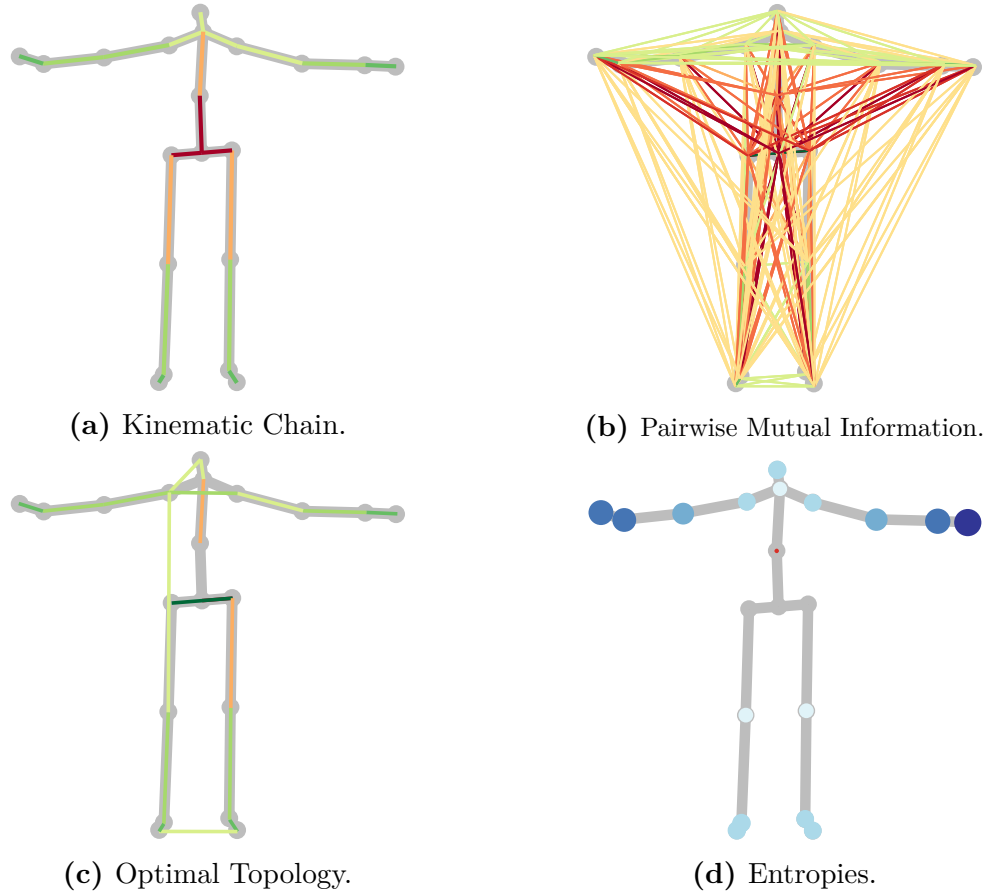 (a) Kinematic Chain.
(b) Pairwise Mutual Information.
(c) Optimal Topology.
(d) Entropies.